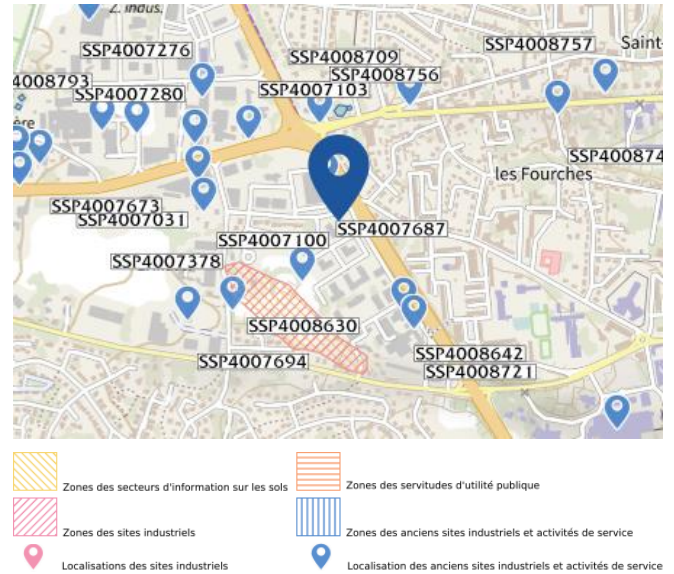 Z. Indus.
SSP4007276
SSP4008709
SSP4008757
Saint-
SSP4008756
4008793
SSP4007280
SSP4007103
ère
SSP400874
les Fourches
SSP4007673
SSP4007031
SSP4007687
SSP4007100
SSP4007378
SSP4008630
SSP4007694
SSP4008642
SSP4008721
Zones des secteurs d'information sur les sols
Zones des servitudes d'utilité publique
Zones des sites industriels
Zones des anciens sites industriels et activités de service
Localisations des sites industriels
Localisation des anciens sites industriels et activités de service